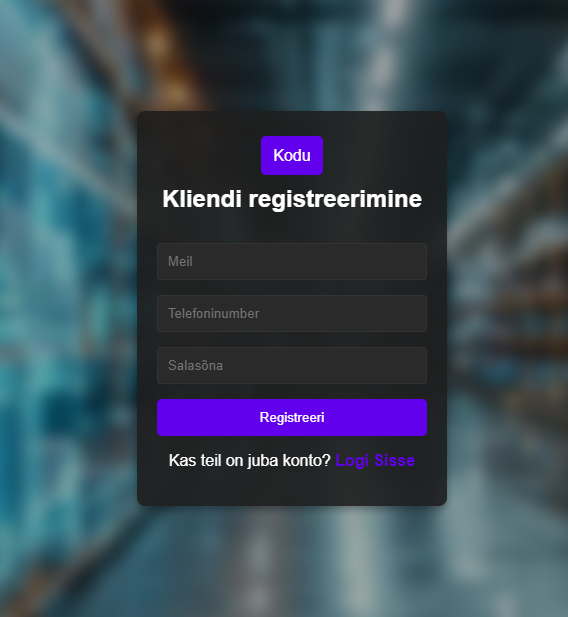 Kodu
Kliendi registreerimine
Meil
Telefoninumber
Salasõna
Registreeri
Kas teil on juba konto? Logi Sisse